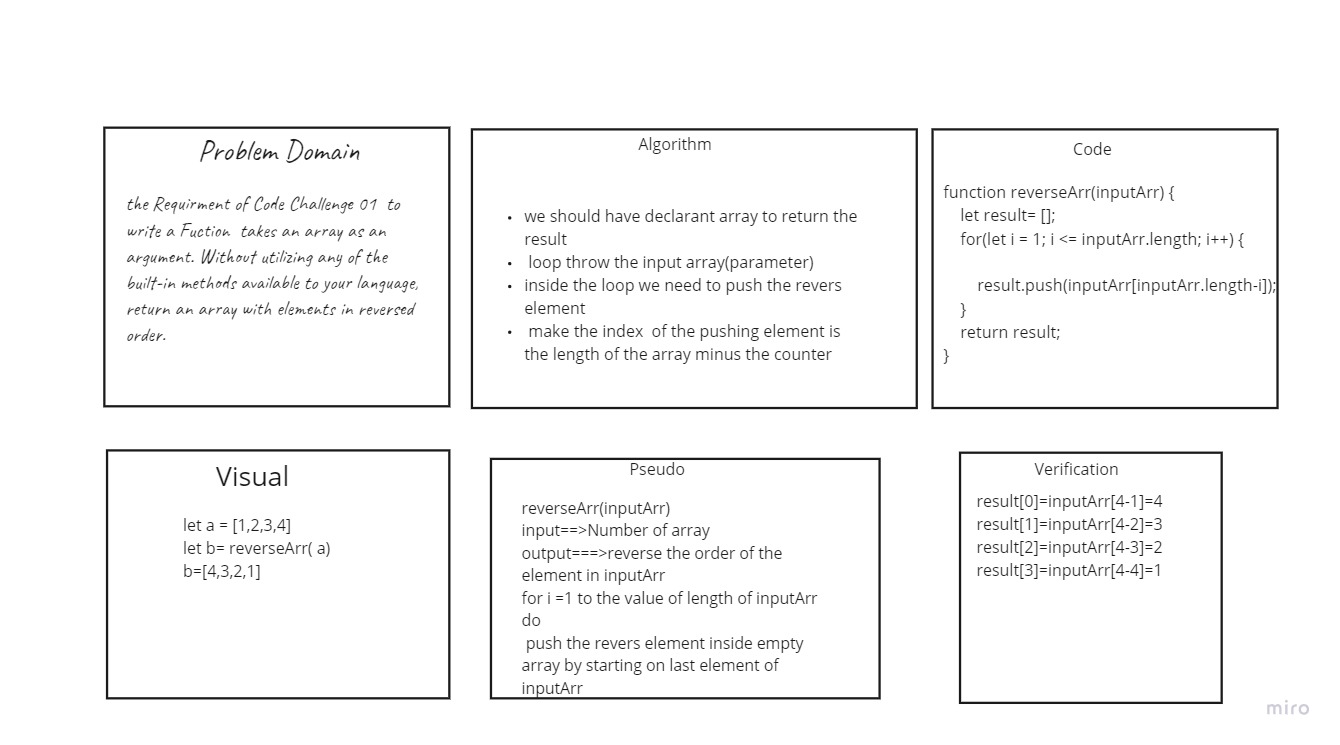 Problem Domain
the Requirment of Code Challenge 01 to
write a Fuction takes an array as an
argument. Without utilizing any of the
built-in methods available to your language,
return an array with elements in reversed
order.
Algorithm
• we should have declarant array to return the
result
• loop throw the input array(parameter)
• inside the loop we need to push the revers
element
• make the index of the pushing element is
the length of the array minus the counter
Code
function reverseArr(inputArr) {
let result= [];
for(let i = 1; i <= inputArr.length; i++) {
result.push(inputArr[inputArr.length-i]);
}
return result;
}
Visual
let a = [1,2,3,4]
let b= reverseArr( a)
b=[4,3,2,1]
Pseudo
reverseArr(inputArr)
input==>Number of array
output===>reverse the order of the
element in inputArr
for i =1 to the value of length of inputArr
do
push the revers element inside empty
array by starting on last element of
inputArr
Verification
result[0]=inputArr[4-1]=4
result[1]=inputArr[4-2]=3
result[2]=inputArr[4-3]=2
result[3]=inputArr[4-4]=1
miro